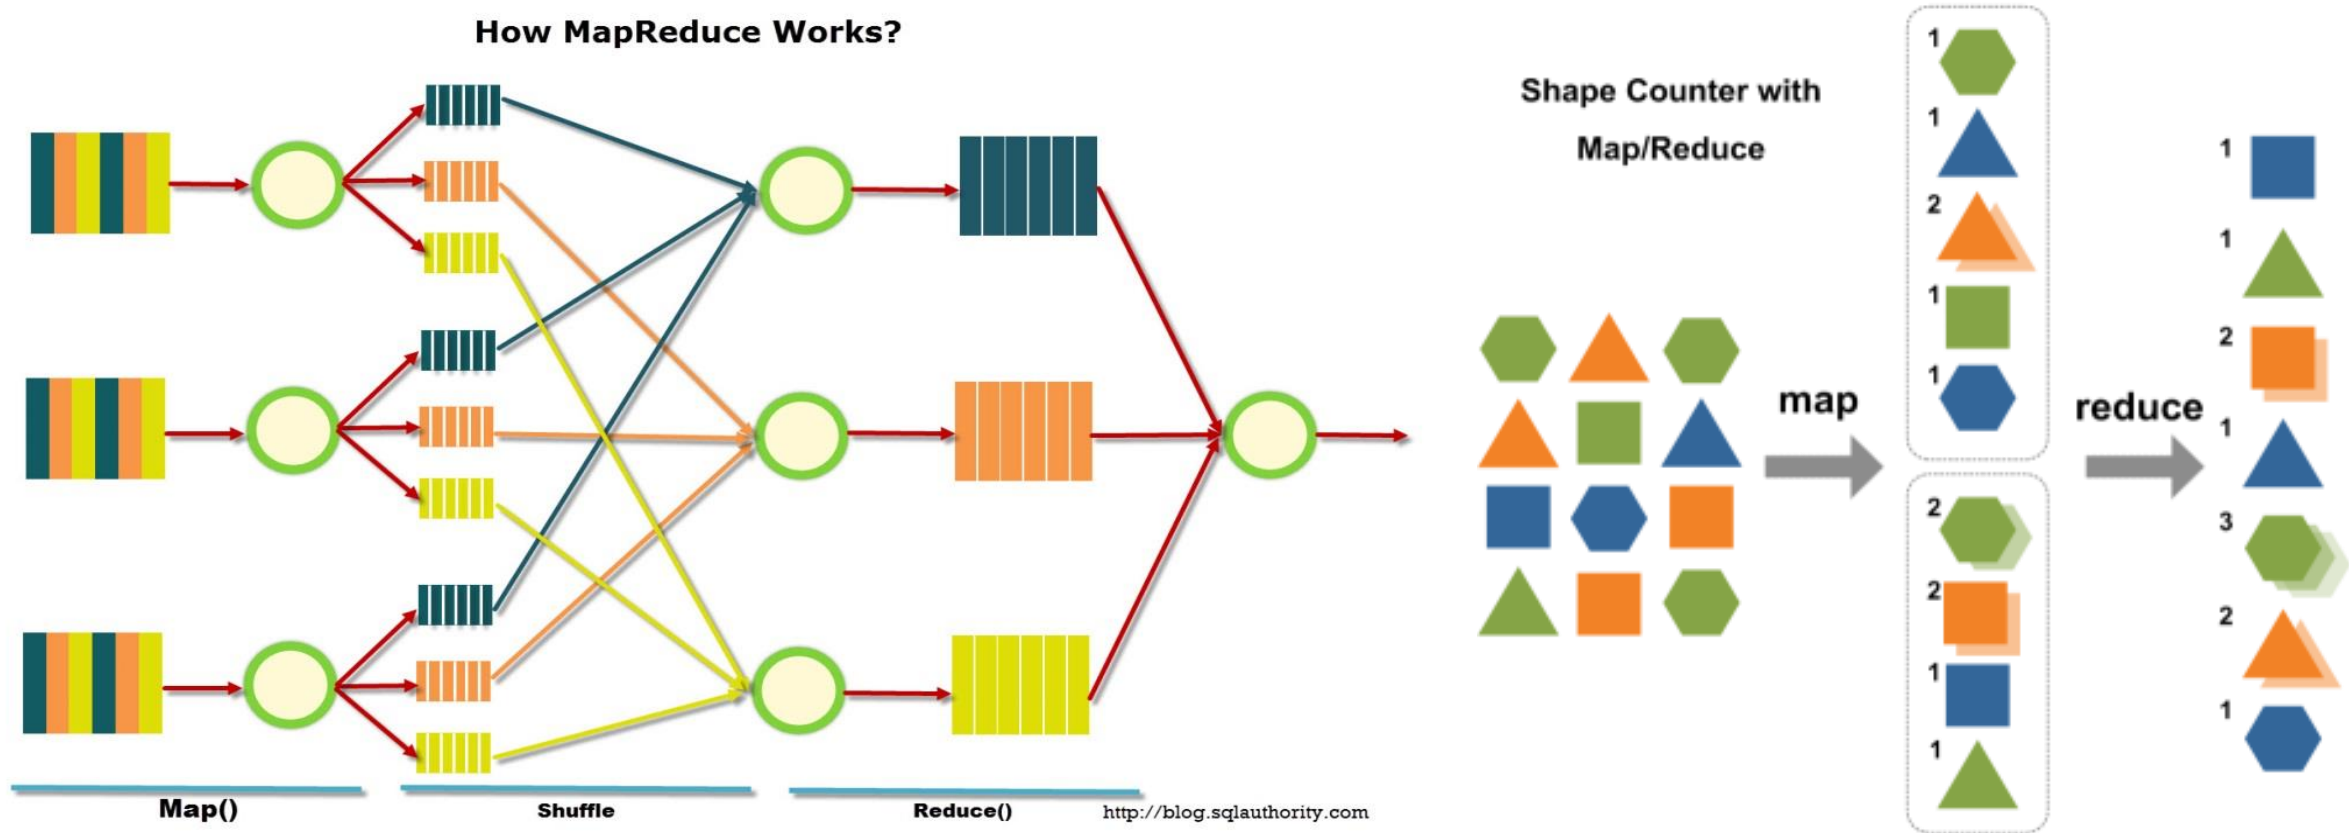 How MapReduce Works?
Map()
Shuffle
Reduce()
http://blog.sqlauthority.com
Shape Counter with
Map/Reduce
map
1
1
2
1
1
2
2
1
1
reduce
1
1
2
1
3
2
1